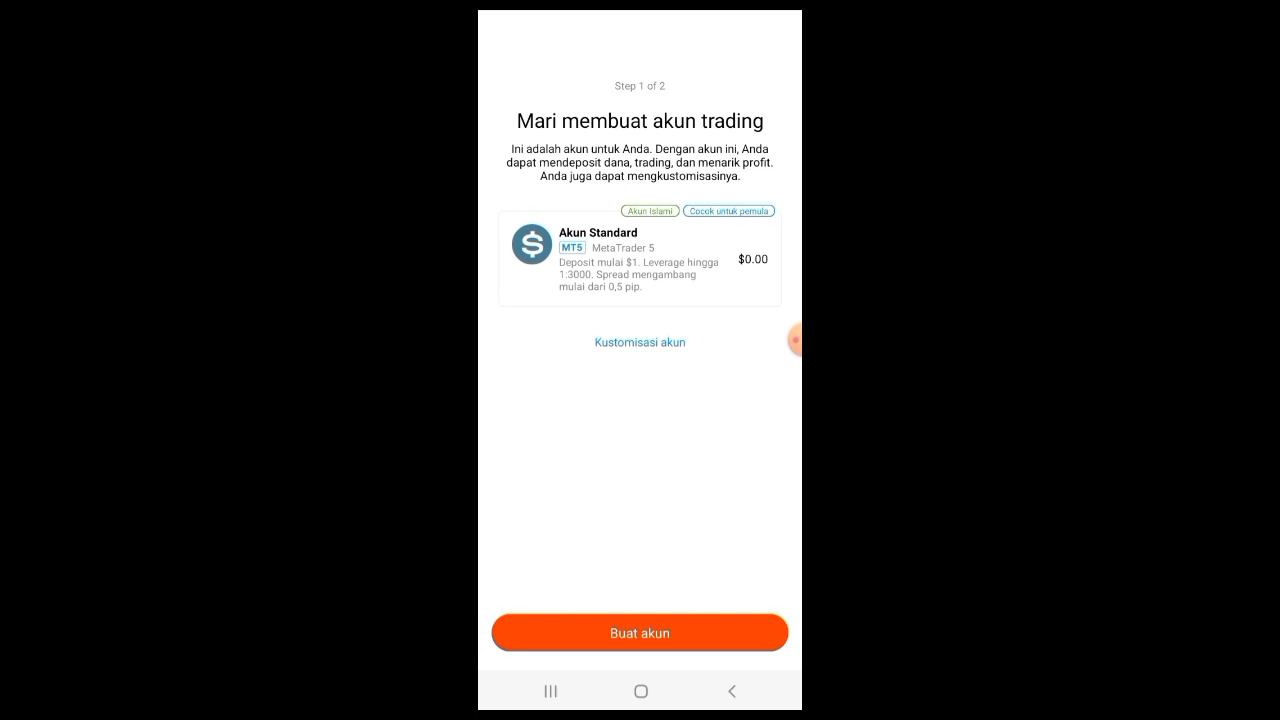 Step 1 of 2
Mari membuat akun trading
Ini adalah akun untuk Anda. Dengan akun ini, Anda
dapat mendeposit dana, trading, dan menarik profit.
Anda juga dapat mengkustomisasinya.
Akun Islami
Cocok untuk pemula
Akun Standard
MT5 MetaTrader 5
Deposit mulai $1. Leverage hingga
1:3000. Spread mengambang
mulai dari 0,5 pip.
$0.00
Kustomisasi akun
Buat akun